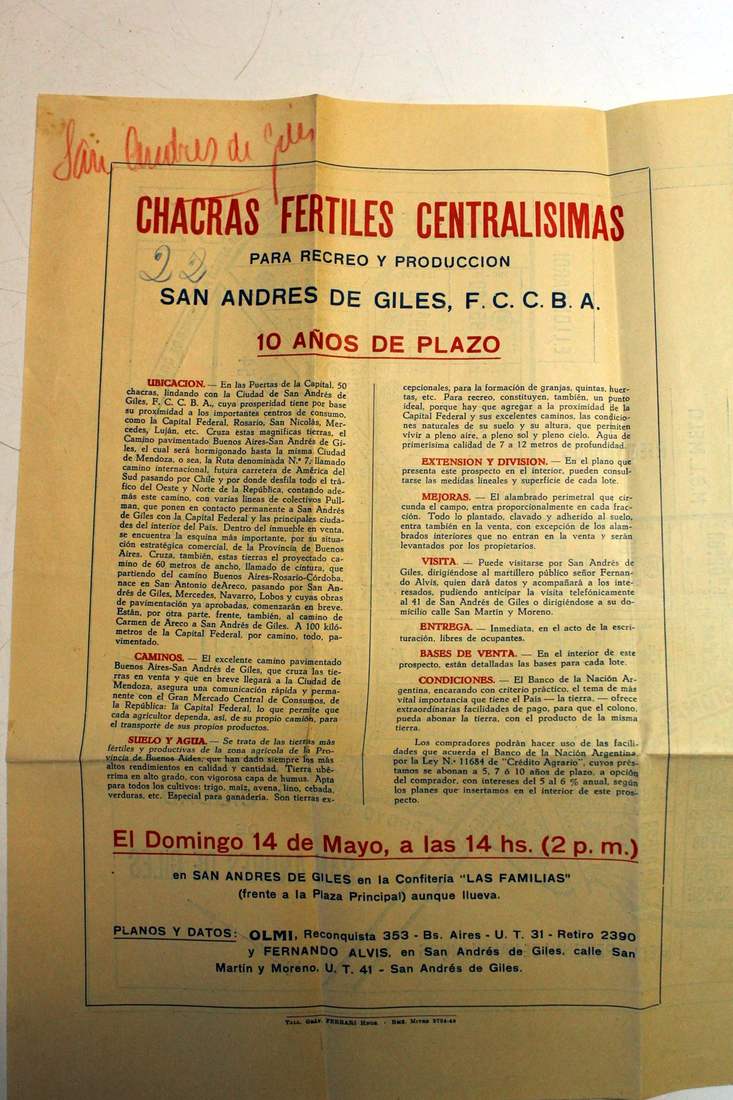 San Andres de Giles
CHACRAS FERTILES CENTRALISIMAS
22
PARA RECREO Y PRODUCCION
SAN ANDRES DE GILES, F. C. C. B. A.
10 AÑOS DE PLAZO
UBICACION. — En las Puertas de la Capital, 50
chacras, lindando con la Ciudad de San Andrés de
Giles, F. C. C. B. A., cuya prosperidad tiene por base
su proximidad a los importantes centros de consumo,
como la Capital Federal, Rosario, San Nicolás, Mer-
cedes, Luján, etc. Cruza estas magníficas tierras, el
Camino pavimentado Buenos Aires-San Andrés de Gi-
les, el cual será hormigonado hasta la misma Ciudad
de Mendoza, o sea, la Ruta denominada N.º 7, llamado
camino internacional, futura carretera de América del
Sud pasando por Chile y por donde desfila todo el trá-
fico del Oeste y Norte de la República, contando ade-
más este camino, con varias líneas de colectivos Pull-
man, que ponen en contacto permanente a San Andrés
de Giles con la Capital Federal y las principales ciuda-
des del interior del País. Dentro del inmueble en venta,
se encuentra la esquina más importante, por su situa-
ción estratégica comercial, de la Provincia de Buenos
Aires. Cruza, también, estas tierras el proyectado ca-
mino de 60 metros de ancho, llamado de cintura, que
partiendo del camino Buenos Aires-Rosario-Córdoba,
nace en San Antonio deAreco, pasando por San An-
drés de Giles, Mercedes, Navarro, Lobos y cuyas obras
de pavimentación ya aprobadas, comenzarán en breve.
Están, por otra parte, frente, también, al camino de
Carmen de Areco a San Andrés de Giles. A 100 kiló-
metros de la Capital Federal, por camino, todo, pa-
vimentado.
CAMINOS. — El excelente camino pavimentado
Buenos Aires-San Andrés de Giles, que cruza las tie-
rras en venta y que en breve llegará a la Ciudad de
Mendoza, asegura una comunicación rápida y perma-
nente con el Gran Mercado Central de Consumos, de
la República: la Capital Federal, lo que permite que
cada agricultor dependa, así, de su propio camión, para
el transporte de sus propios productos.
SUELO Y AGUA. — Se trata de las tierras más
fértiles y productivas de la zona agrícola de la Pro-
vincia de Buenos Aides, que han dado siempre los más
altos rendimientos en calidad y cantidad. Tierra ubé-
rrima en alto grado, con vigorosa capa de humus. Apta
para todos los cultivos: trigo, maíz, avena, lino, cebada,
verduras, etc. Especial para ganadería. Son tierras ex-
cepcionales, para la formación de granjas, quintas, huer-
tas, etc. Para recreo, constituyen, también, un punto
ideal, porque hay que agregar a la proximidad de la
Capital Federal y sus excelentes caminos, las condicio-
nes naturales de su suelo y su altura, que permiten
vivir a pleno aire, a pleno sol y pleno cielo. Agua de
primerísima calidad de 7 a 12 metros de profundidad.
EXTENSION Y DIVISION. — En el plano que
presenta este prospecto en el interior, pueden consul-
tarse las medidas lineales y superficie de cada lote.
MEJORAS. — El alambrado perimetral que cir-
cunda el campo, entra proporcionalmente en cada frac-
ción. Todo lo plantado, clavado y adherido al suelo,
entra también en la venta, con excepción de los alam-
brados interiores que no entran en la venta y serán
levantados por los propietarios.
VISITA. — Puede visitarse por San Andrés de
Giles, dirigiéndose al martillero público señor Fernan-
do Alvis, quien dará datos y acompañará a los inte-
resados, pudiendo anticipar la visita telefónicamente
al 41 de San Andrés de Giles o dirigiéndose a su do-
micilio calle San Martín y Moreno.
ENTREGA. — Inmediata, en el acto de la escri-
turación, libres de ocupantes.
BASES DE VENTA. — En el interior de este
prospecto, están detalladas las bases para cada lote.
CONDICIONES. — El Banco de la Nación Ar-
gentina, encarando con criterio práctico, el tema de más
vital importancia que tiene el País — la tierra, — ofrece
extraordinarias facilidades de pago, para que el colono,
pueda abonar la tierra, con el producto de la misma
tierra.
Los compradores podrán hacer uso de las facili-
dades que acuerda el Banco de la Nación Argentina
por la Ley N.º 11684 de "Crédito Agrario", cuyos prés-
tamos se abonan a 5, 7 ó 10 años de plazo, a opción
del comprador, con intereses del 5 al 6 % anual, según
los planes que insertamos en el interior de este pros-
pecto.
El Domingo 14 de Mayo, a las 14 hs. (2 p. m.)
en SAN ANDRES DE GILES en la Confitería "LAS FAMILIAS"
(frente a la Plaza Principal) aunque llueva.
PLANOS Y DATOS: OLMI, Reconquista 353 - Bs. Aires - U. T. 31 - Retiro 2390
y FERNANDO ALVIS, en San Andrés de Giles, calle San
Martín y Moreno, U. T. 41 - San Andrés de Giles.
Tall. Gráf. FERRARI Hnos. - Bmé. Mitre 2734-48